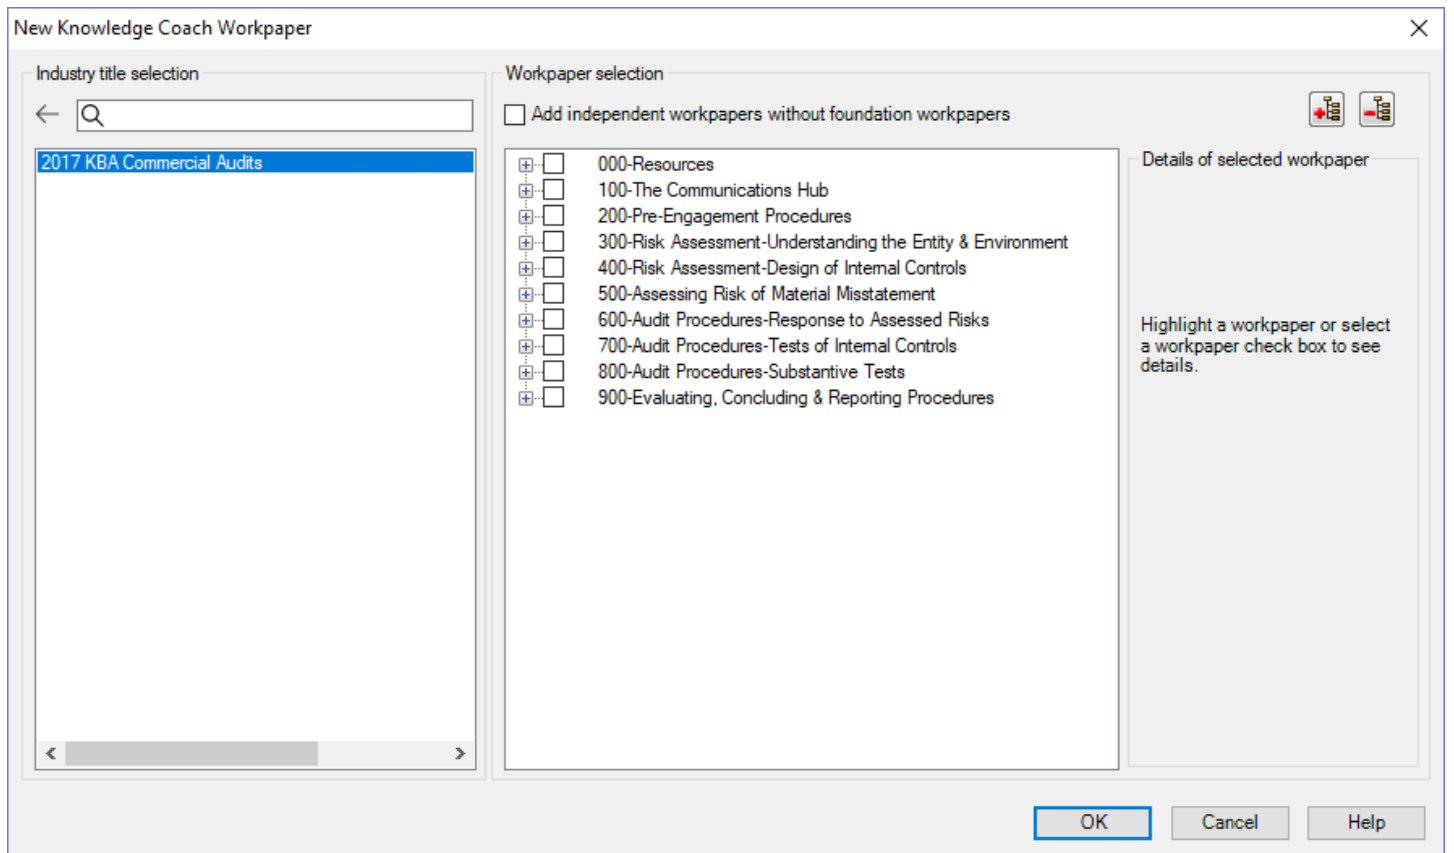 New Knowledge Coach Workpaper
Industry title selection
2017 KBA Commercial Audits
Workpaper selection
Add independent workpapers without foundation workpapers
000-Resources
100-The Communications Hub
200-Pre-Engagement Procedures
300-Risk Assessment-Understanding the Entity & Environment
400-Risk Assessment-Design of Internal Controls
500-Assessing Risk of Material Misstatement
600-Audit Procedures-Response to Assessed Risks
700-Audit Procedures-Tests of Internal Controls
800-Audit Procedures-Substantive Tests
900-Evaluating, Concluding & Reporting Procedures
Details of selected workpaper
Highlight a workpaper or select
a workpaper check box to see
details.
OK
Cancel
Help